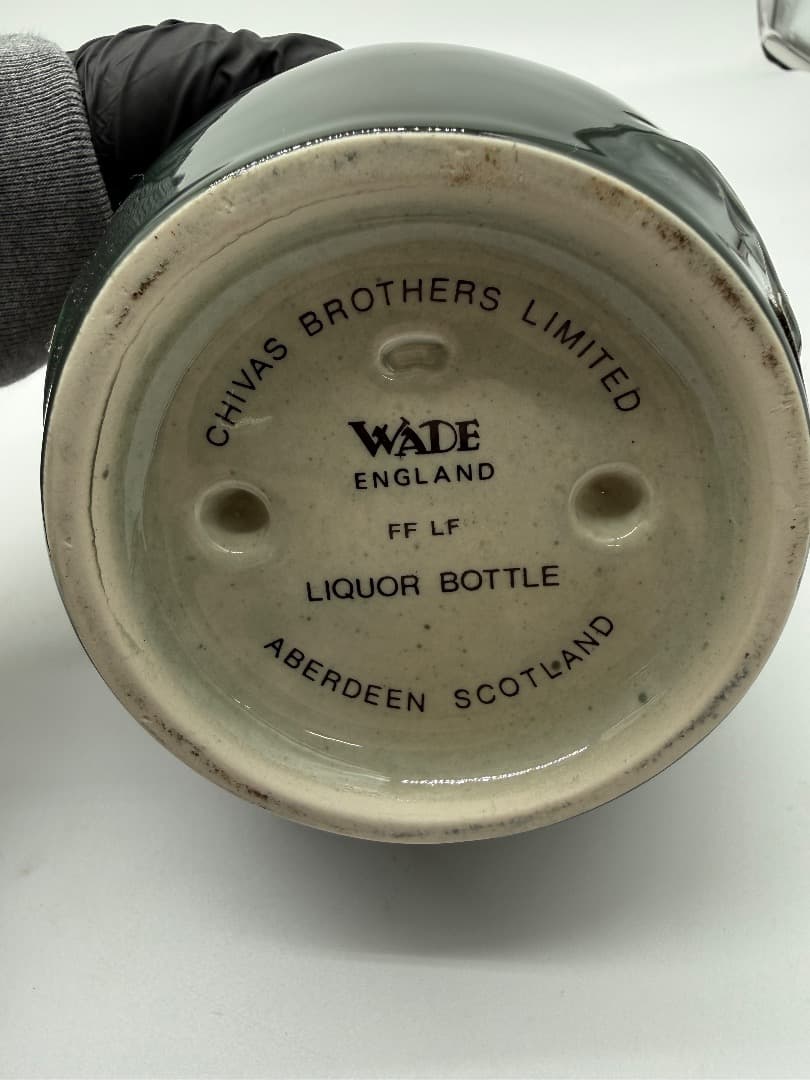 CHIVAS BROTHERS LIMITED
WADE
ENGLAND
FF LF
LIQUOR BOTTLE
ABERDEEN SCOTLAND